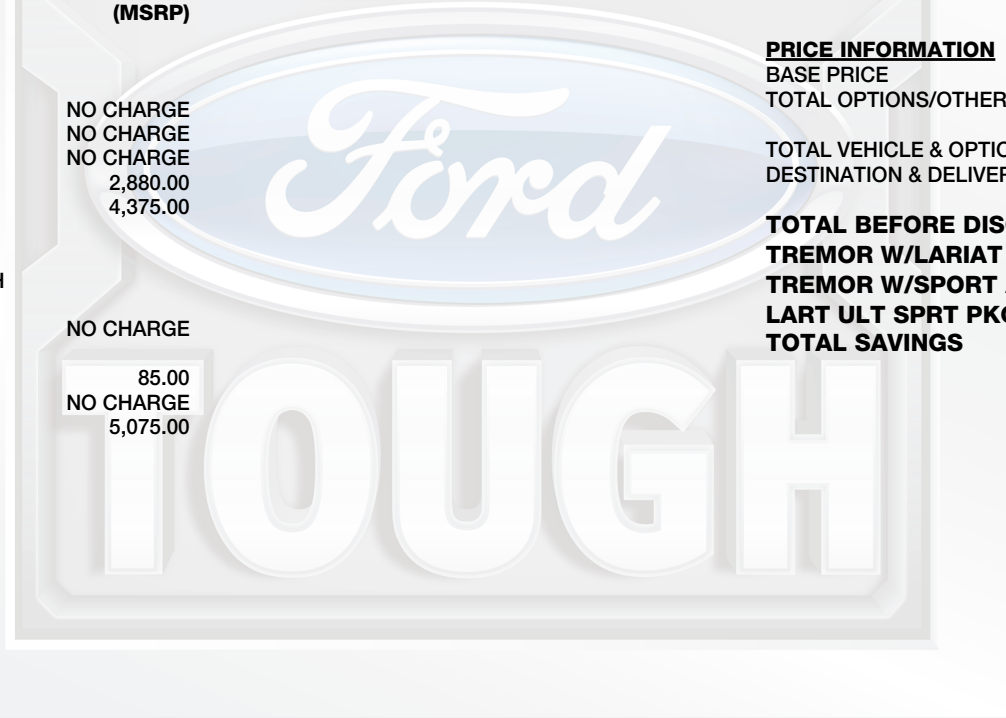 (MSRP)
NO CHARGE
NO CHARGE
NO CHARGE
2,880.00
4,375.00
H
NO CHARGE
85.00
NO CHARGE
5,075.00
Ford
TOUGH
PRICE INFORMATION
BASE PRICE
TOTAL OPTIONS/OTHER
TOTAL VEHICLE & OPTIO
DESTINATION & DELIVER
TOTAL BEFORE DIS
TREMOR W/LARIAT
TREMOR W/SPORT
LART ULT SPRT PK
TOTAL SAVINGS